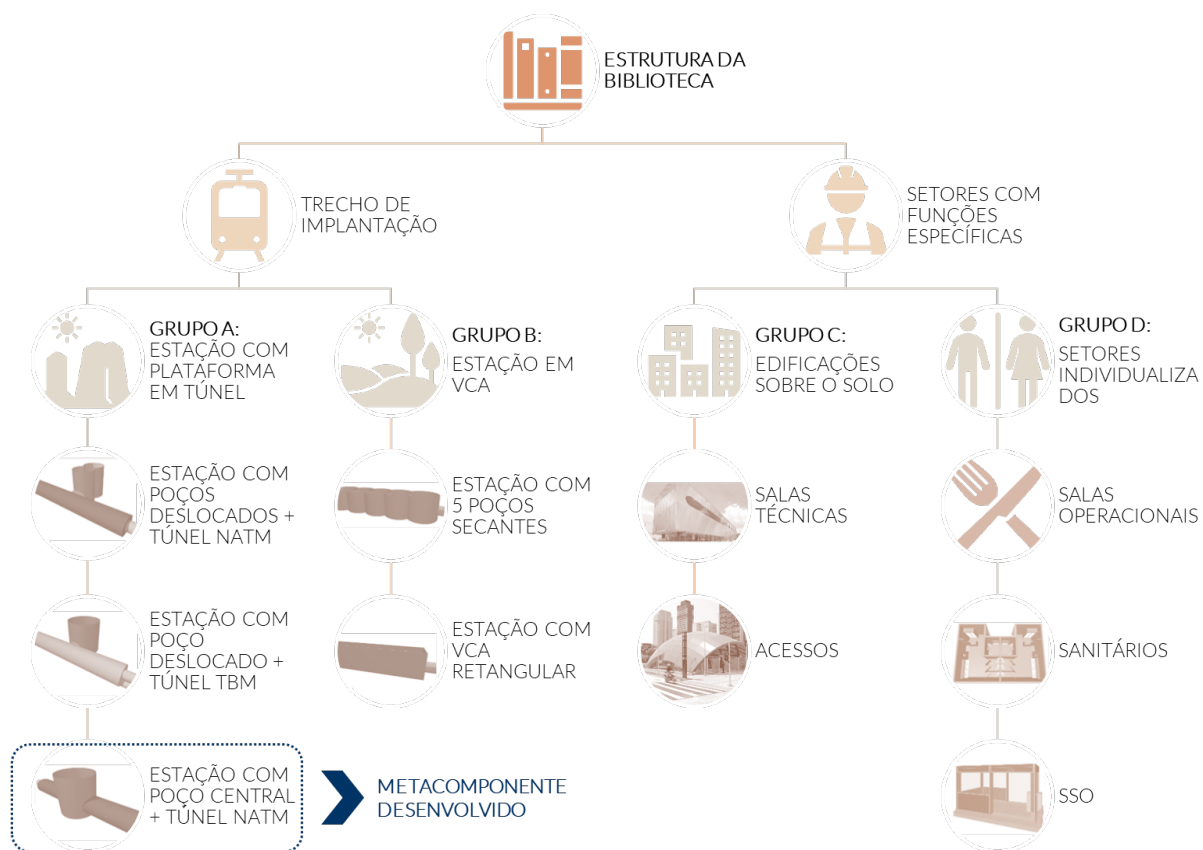 ESTRUTURA DA
BIBLIOTECA
TRECHO DE
IMPLANTAÇÃO
SETORES COM
FUNÇÕES
ESPECÍFICAS
GRUPO A:
ESTAÇÃO COM
PLATAFORMA
EM TÚNEL
GRUPO B:
ESTAÇÃO EM
VCA
GRUPO C:
EDIFICAÇÕES
SOBRE O SOLO
GRUPO D:
SETORES
INDIVIDUALIZA
DOS
ESTAÇÃO COM
POÇOS
DESLOCADOS +
TÚNEL NATM
ESTAÇÃO COM
5 POÇOS
SECANTES
SALAS
TÉCNICAS
SALAS
OPERACIONAIS
ESTAÇÃO COM
POÇO
DESLOCADO +
TÚNEL TBM
ESTAÇÃO COM
VCA
RETANGULAR
ACESSOS
SANITÁRIOS
ESTAÇÃO COM
POÇO CENTRAL
+ TÚNEL NATM
METACOMPONENTE
DESENVOLVIDO
SSO